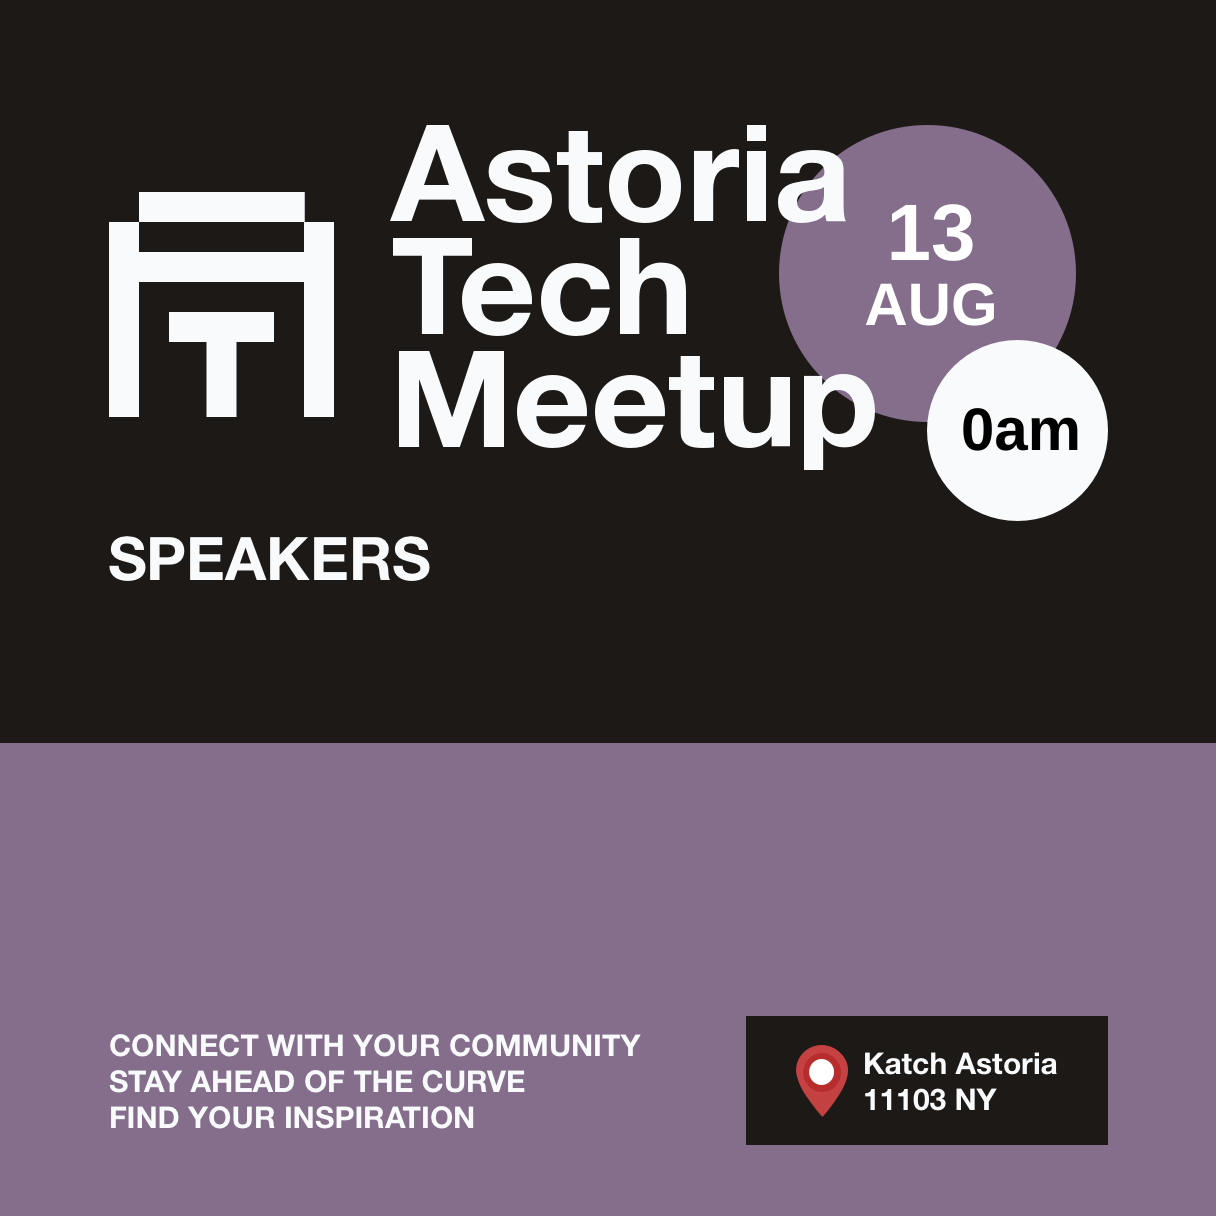 Astoria
Tech
Meetup
13
AUG
0am
SPEAKERS
CONNECT WITH YOUR COMMUNITY
STAY AHEAD OF THE CURVE
FIND YOUR INSPIRATION
Katch Astoria
11103 NY